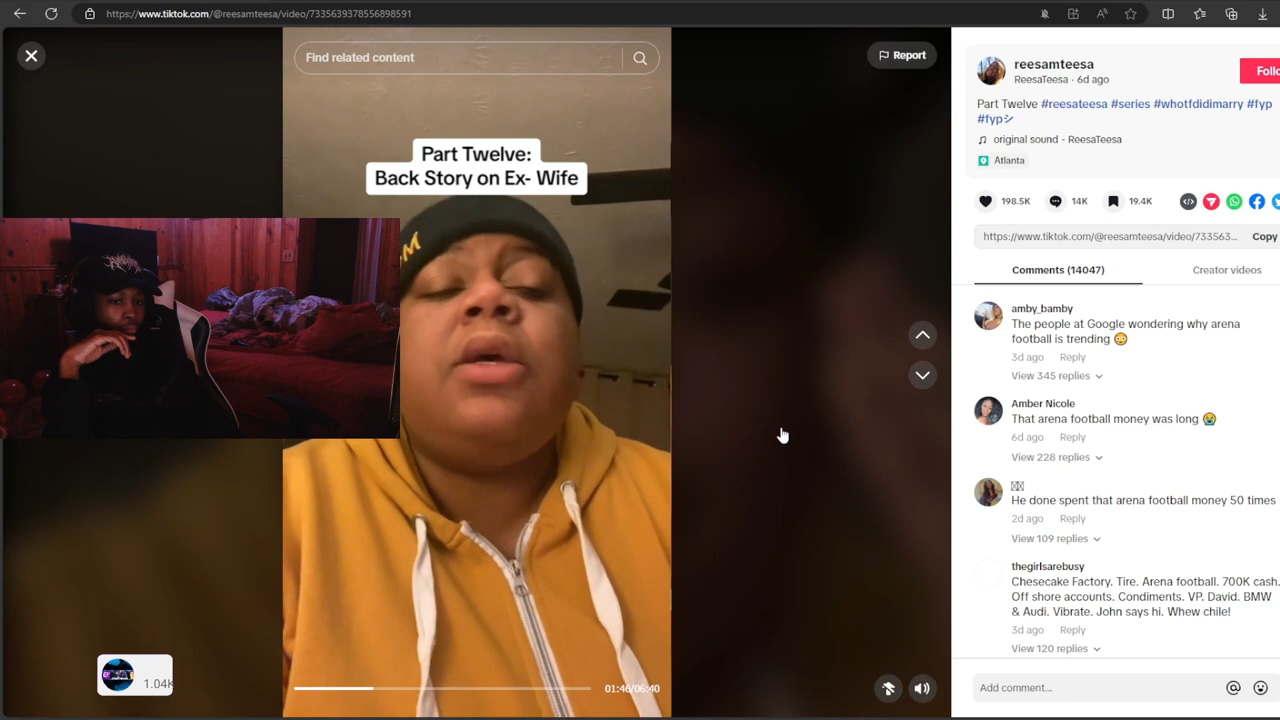 https://www.tiktok.com/@reesamteesa/video/7335639378556898591
Find related content
Report
Part Twelve:
Back Story on Ex- Wife
01:46/06:40
1.04K
reesamteesa
ReesaTeesa · 6d ago
Follo
Part Twelve #reesateesa #series #whotfdidimarry #fyp
#fypシ
original sound - ReesaTeesa
Atlanta
198.5K
14K
19.4K
https://www.tiktok.com/@reesamteesa/video/733563...
Copy
Comments (14047)
Creator videos
amby_bamby
The people at Google wondering why arena
football is trending 😳
3d ago Reply
View 345 replies
Amber Nicole
That arena football money was long 😭
6d ago Reply
View 228 replies
He done spent that arena football money 50 times
2d ago Reply
View 109 replies
thegirlsarebusy
Chesecake Factory. Tire. Arena football. 700K cash.
Off shore accounts. Condiments. VP. David. BMW
& Audi. Vibrate. John says hi. Whew chile!
3d ago Reply
View 120 replies
Add comment...